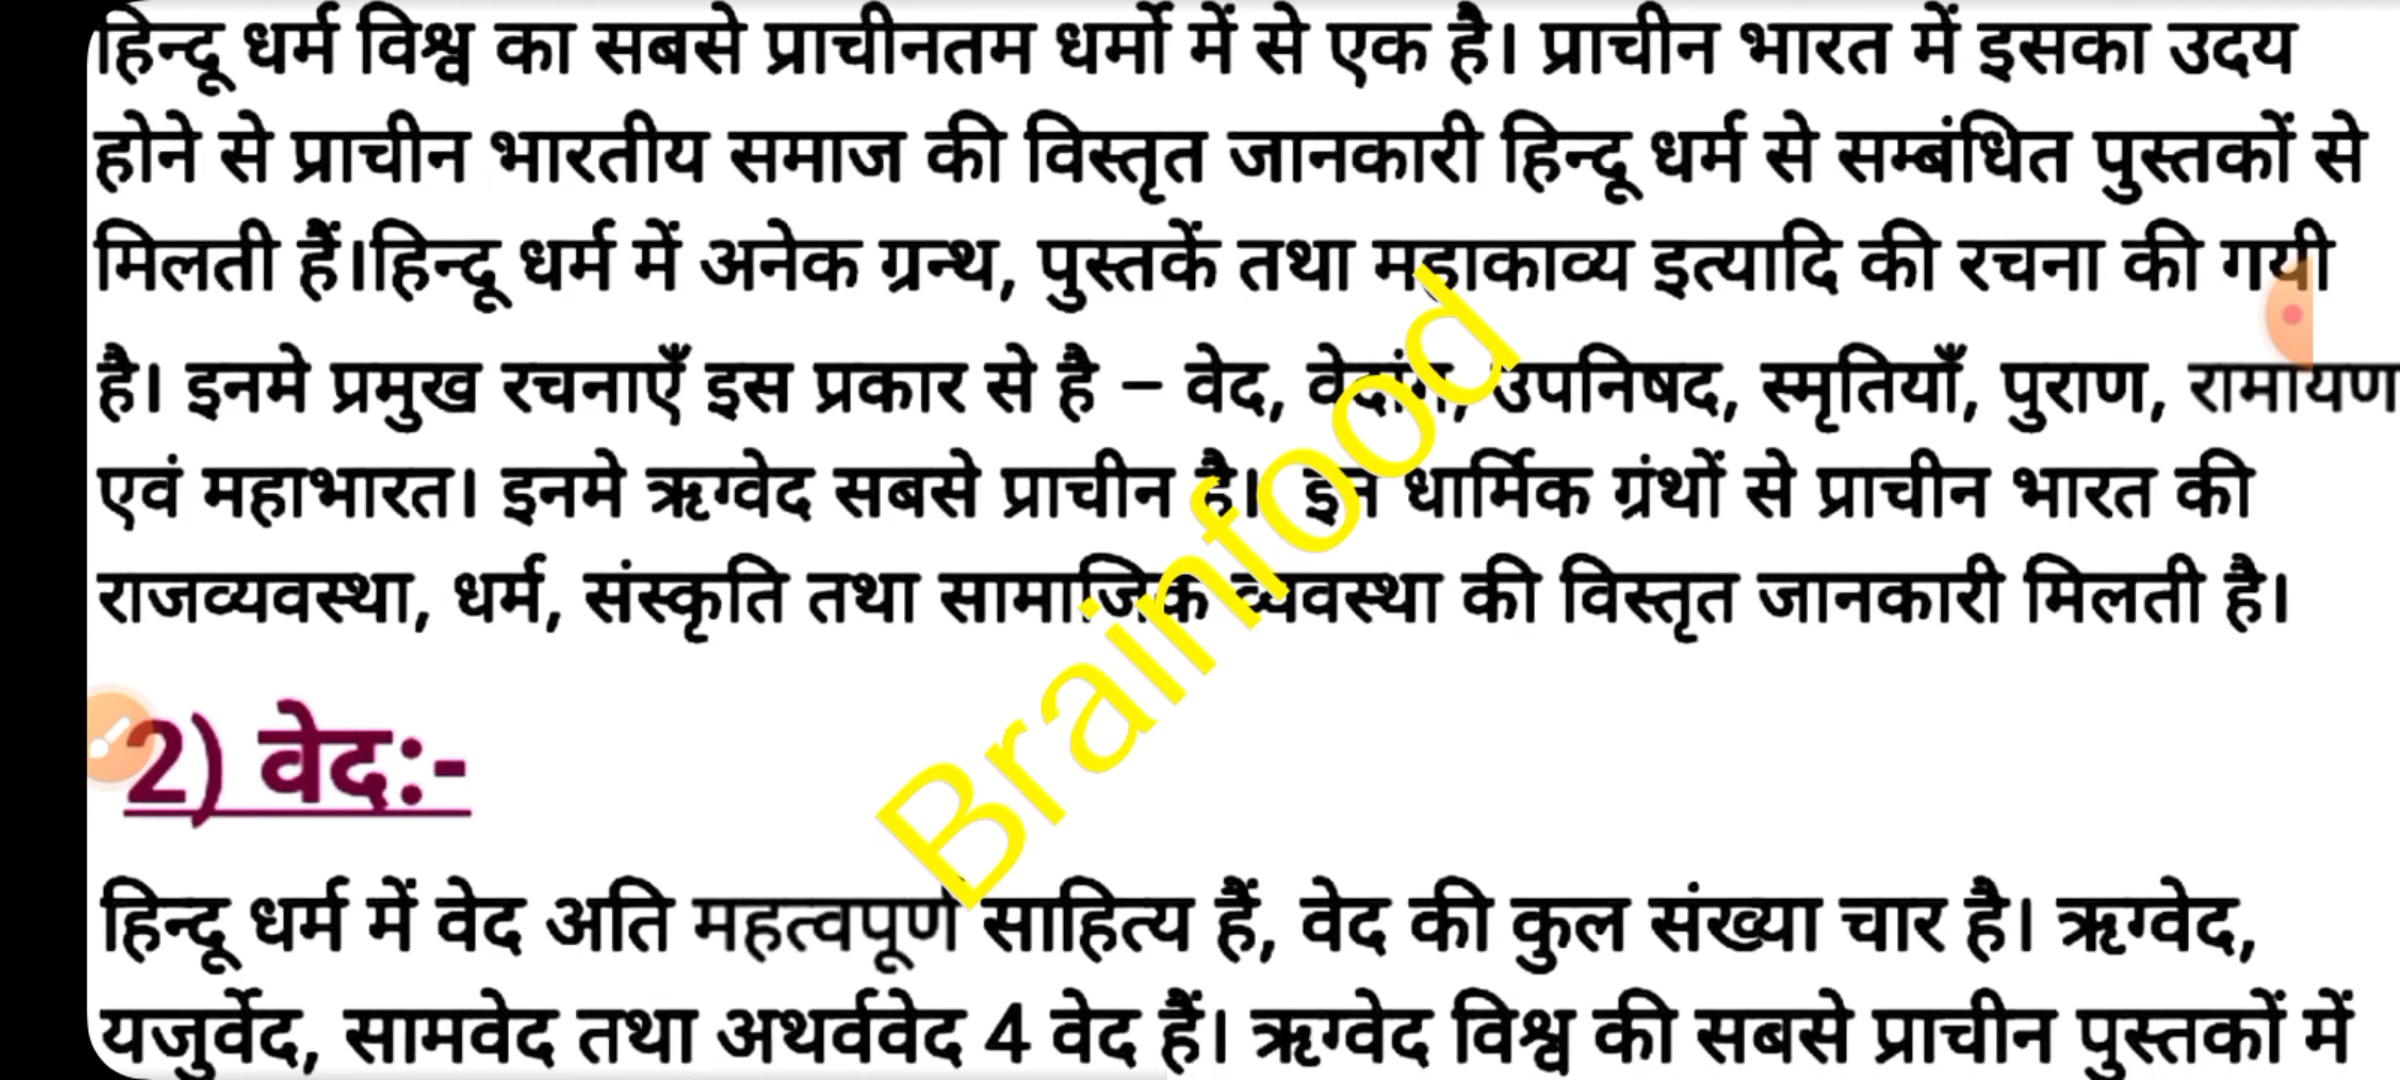 हिन्दू धर्म विश्व का सबसे प्राचीनतम धर्मो में से एक है। प्राचीन भारत में इसका उदय
होने से प्राचीन भारतीय समाज की विस्तृत जानकारी हिन्दू धर्म से सम्बंधित पुस्तकों से
मिलती हैं।हिन्दू धर्म में अनेक ग्रन्थ, पुस्तकें तथा महाकाव्य इत्यादि की रचना की गयी
है। इनमे प्रमुख रचनाएँ इस प्रकार से है – वेद, वेदांग, उपनिषद, स्मृतियाँ, पुराण, रामायण
एवं महाभारत। इनमे ऋग्वेद सबसे प्राचीन है। इन धार्मिक ग्रंथों से प्राचीन भारत की
राजव्यवस्था, धर्म, संस्कृति तथा सामाजिक व्यवस्था की विस्तृत जानकारी मिलती है।
Brainfood
2) वेद:-
हिन्दू धर्म में वेद अति महत्वपूर्ण साहित्य हैं, वेद की कुल संख्या चार है। ऋग्वेद,
यजुर्वेद, सामवेद तथा अथर्ववेद 4 वेद हैं। ऋग्वेद विश्व की सबसे प्राचीन पुस्तकों में